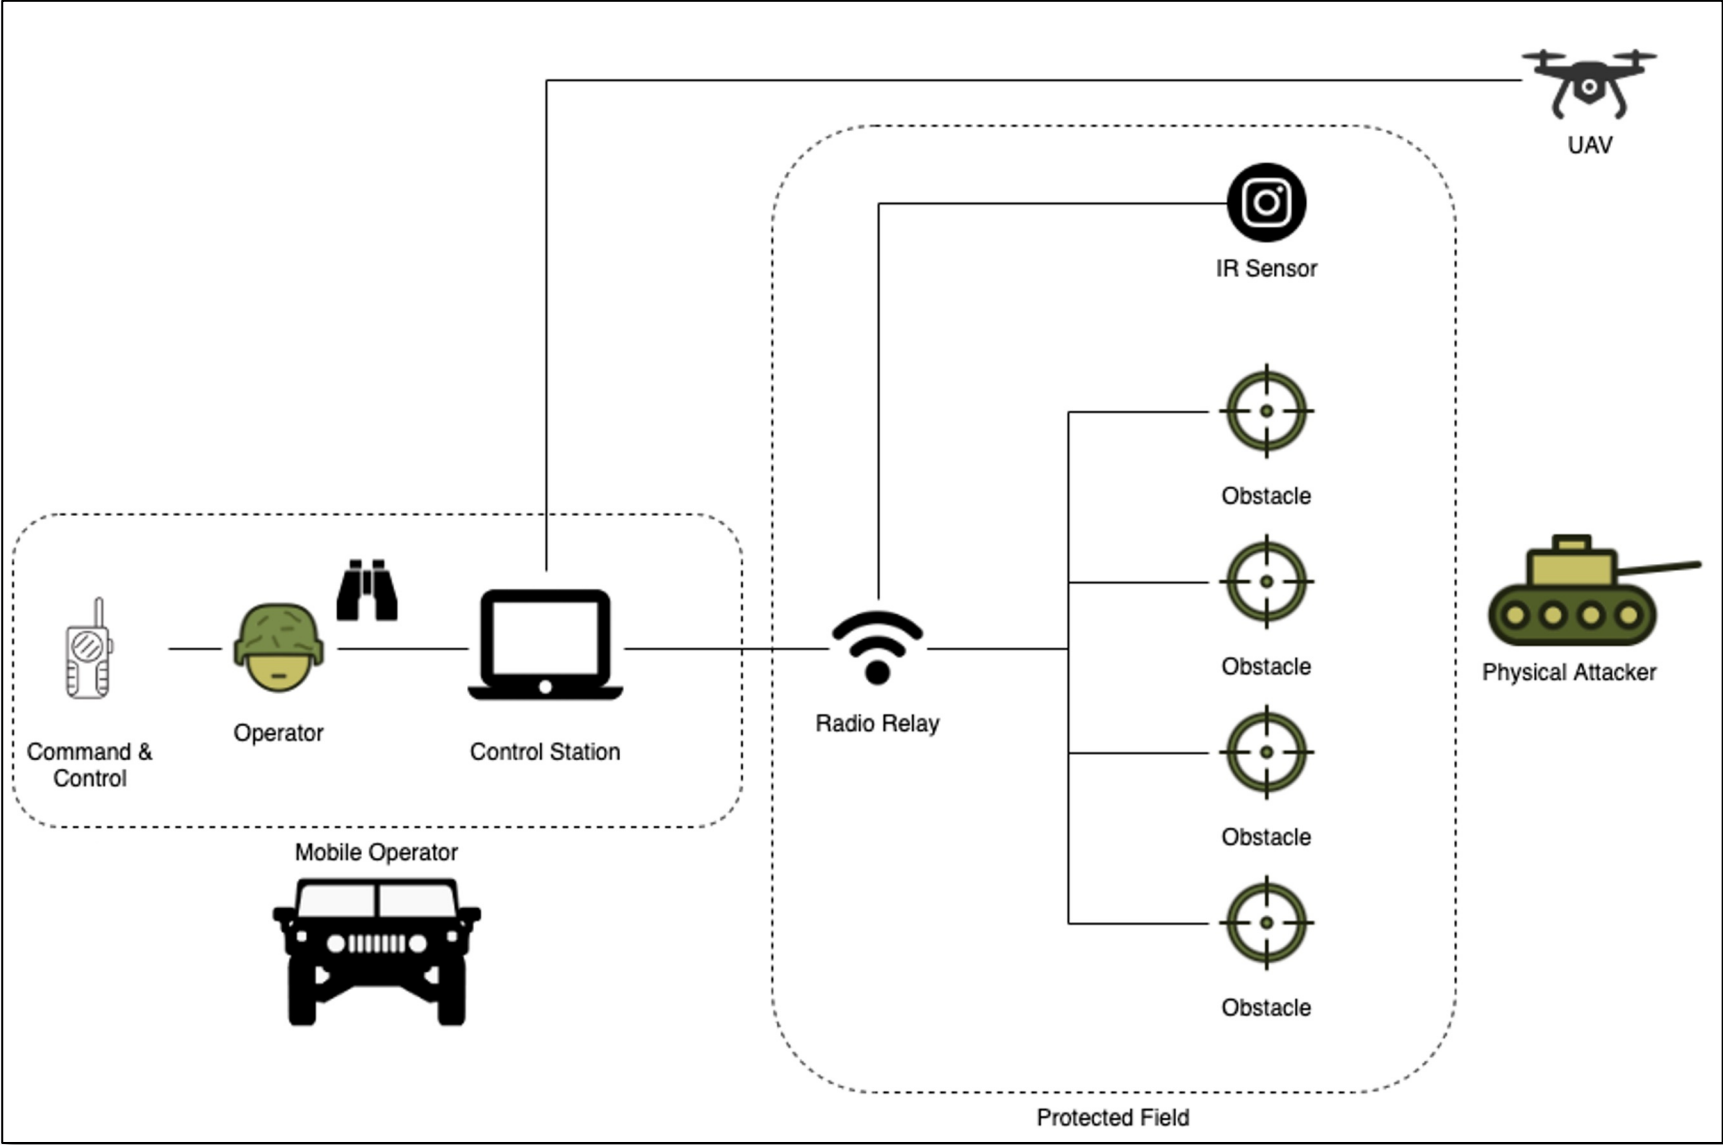 UAV
IR Sensor
Obstacle
Obstacle
Physical Attacker
Radio Relay
Operator
Command &
Control
Control Station
Obstacle
Mobile Operator
Obstacle
Protected Field